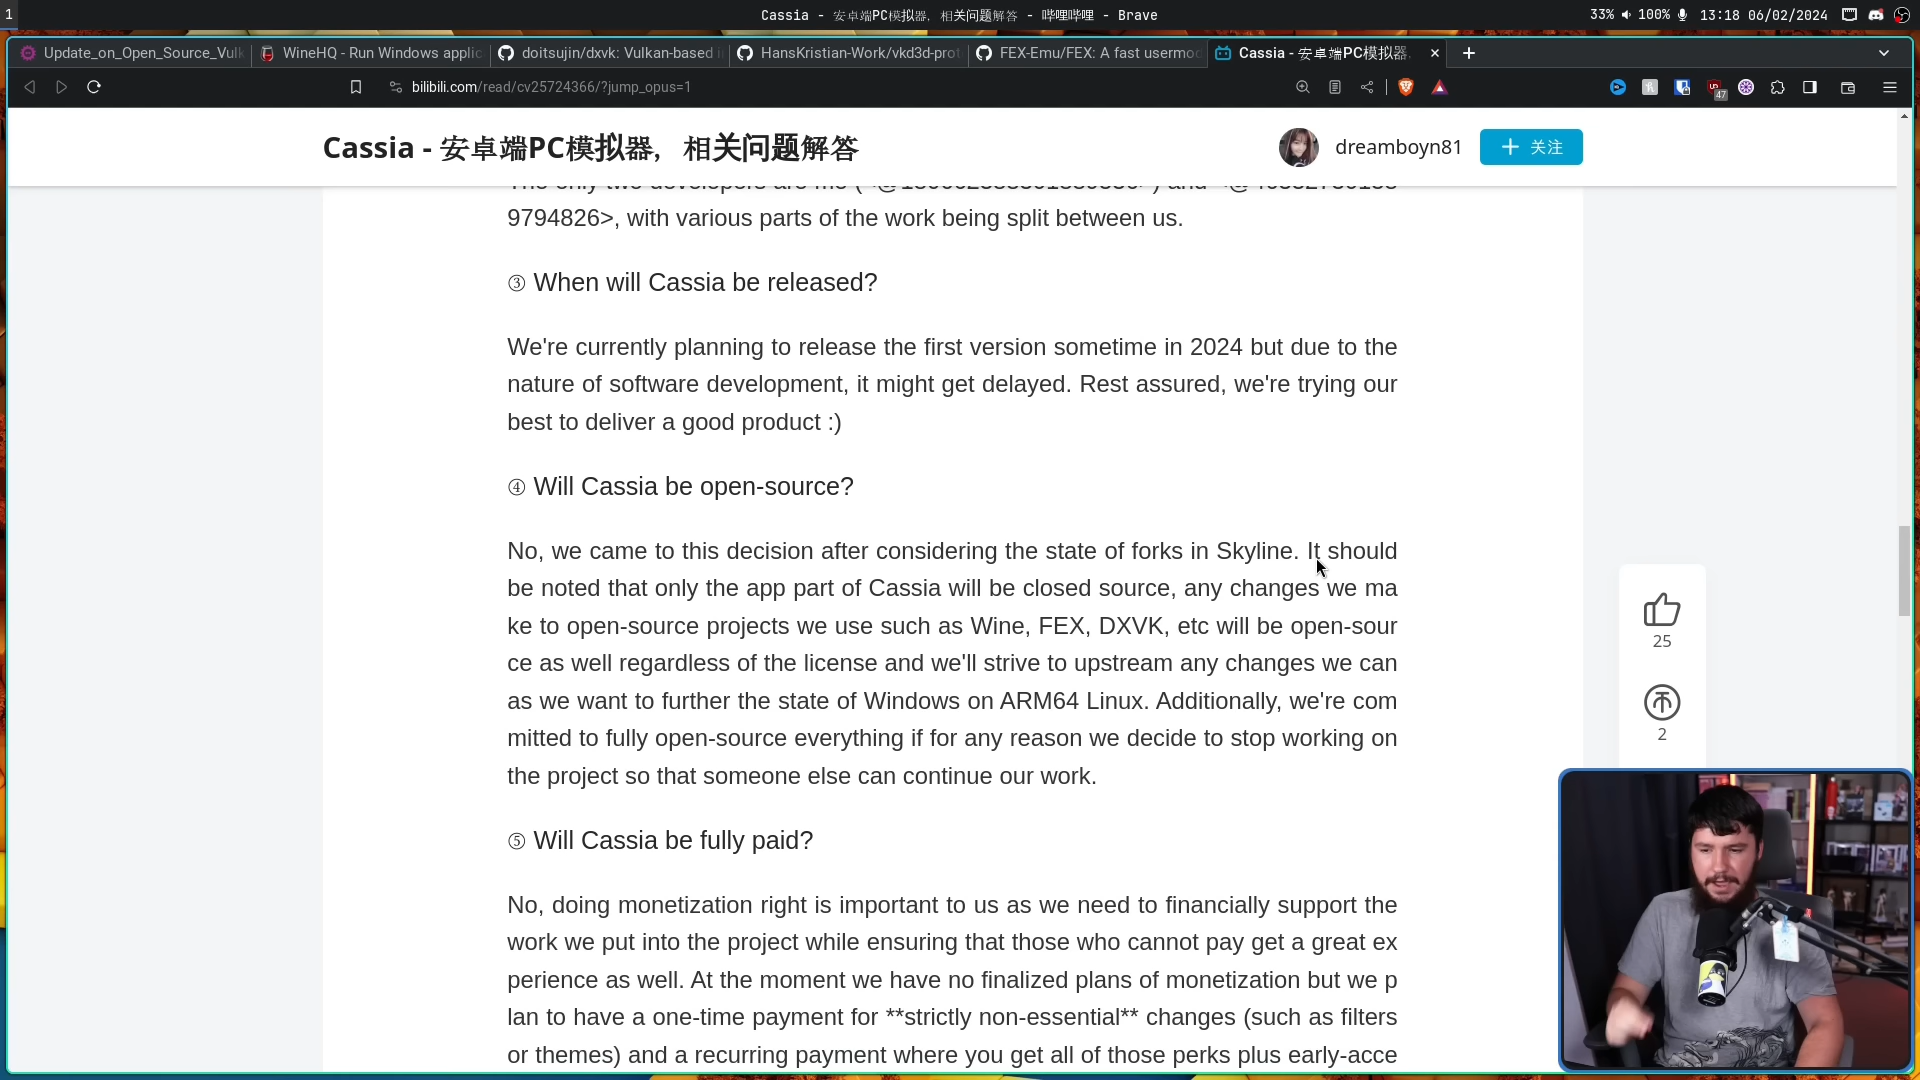 1
Cassia - 安卓端PC模拟器, 相关问题解答 - 哔哩哔哩 - Brave
33% 100% 13:18 06/02/2024
Update_on_Open_Source_Vulk
WineHQ - Run Windows applic
doitsujin/dxvk: Vulkan-based i
HansKristian-Work/vkd3d-prot
FEX-Emu/FEX: A fast usermod
Cassia - 安卓端PC模拟器,
bilibili.com/read/cv25724366/?jump_opus=1
47
Cassia - 安卓端PC模拟器, 相关问题解答
dreamboyn81
关注
9794826>, with various parts of the work being split between us.
③ When will Cassia be released?
We're currently planning to release the first version sometime in 2024 but due to the
nature of software development, it might get delayed. Rest assured, we're trying our
best to deliver a good product :)
④ Will Cassia be open-source?
No, we came to this decision after considering the state of forks in Skyline. It should
be noted that only the app part of Cassia will be closed source, any changes we ma
ke to open-source projects we use such as Wine, FEX, DXVK, etc will be open-sour
ce as well regardless of the license and we'll strive to upstream any changes we can
as we want to further the state of Windows on ARM64 Linux. Additionally, we're com
mitted to fully open-source everything if for any reason we decide to stop working on
the project so that someone else can continue our work.
25
2
⑤ Will Cassia be fully paid?
No, doing monetization right is important to us as we need to financially support the
work we put into the project while ensuring that those who cannot pay get a great ex
perience as well. At the moment we have no finalized plans of monetization but we p
lan to have a one-time payment for **strictly non-essential** changes (such as filters
or themes) and a recurring payment where you get all of those perks plus early-acce